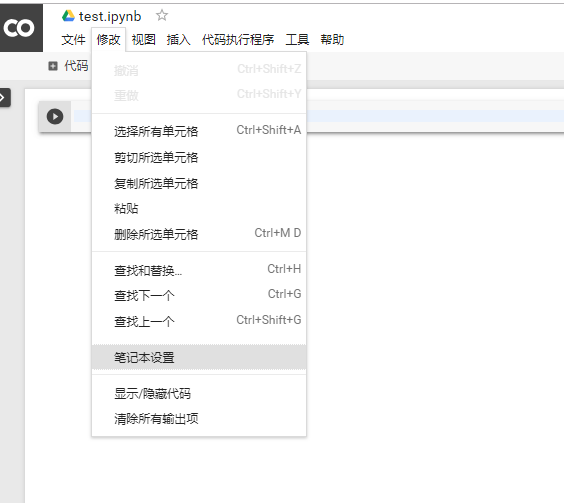 CO test.ipynb
文件 修改 视图 插入 代码执行程序 工具 帮助
代码
撤消 Ctrl+Shift+Z
重做 Ctrl+Shift+Y
选择所有单元格 Ctrl+Shift+A
剪切所选单元格
复制所选单元格
粘贴
删除所选单元格 Ctrl+M D
查找和替换... Ctrl+H
查找下一个 Ctrl+G
查找上一个 Ctrl+Shift+G
笔记本设置
显示/隐藏代码
清除所有输出项